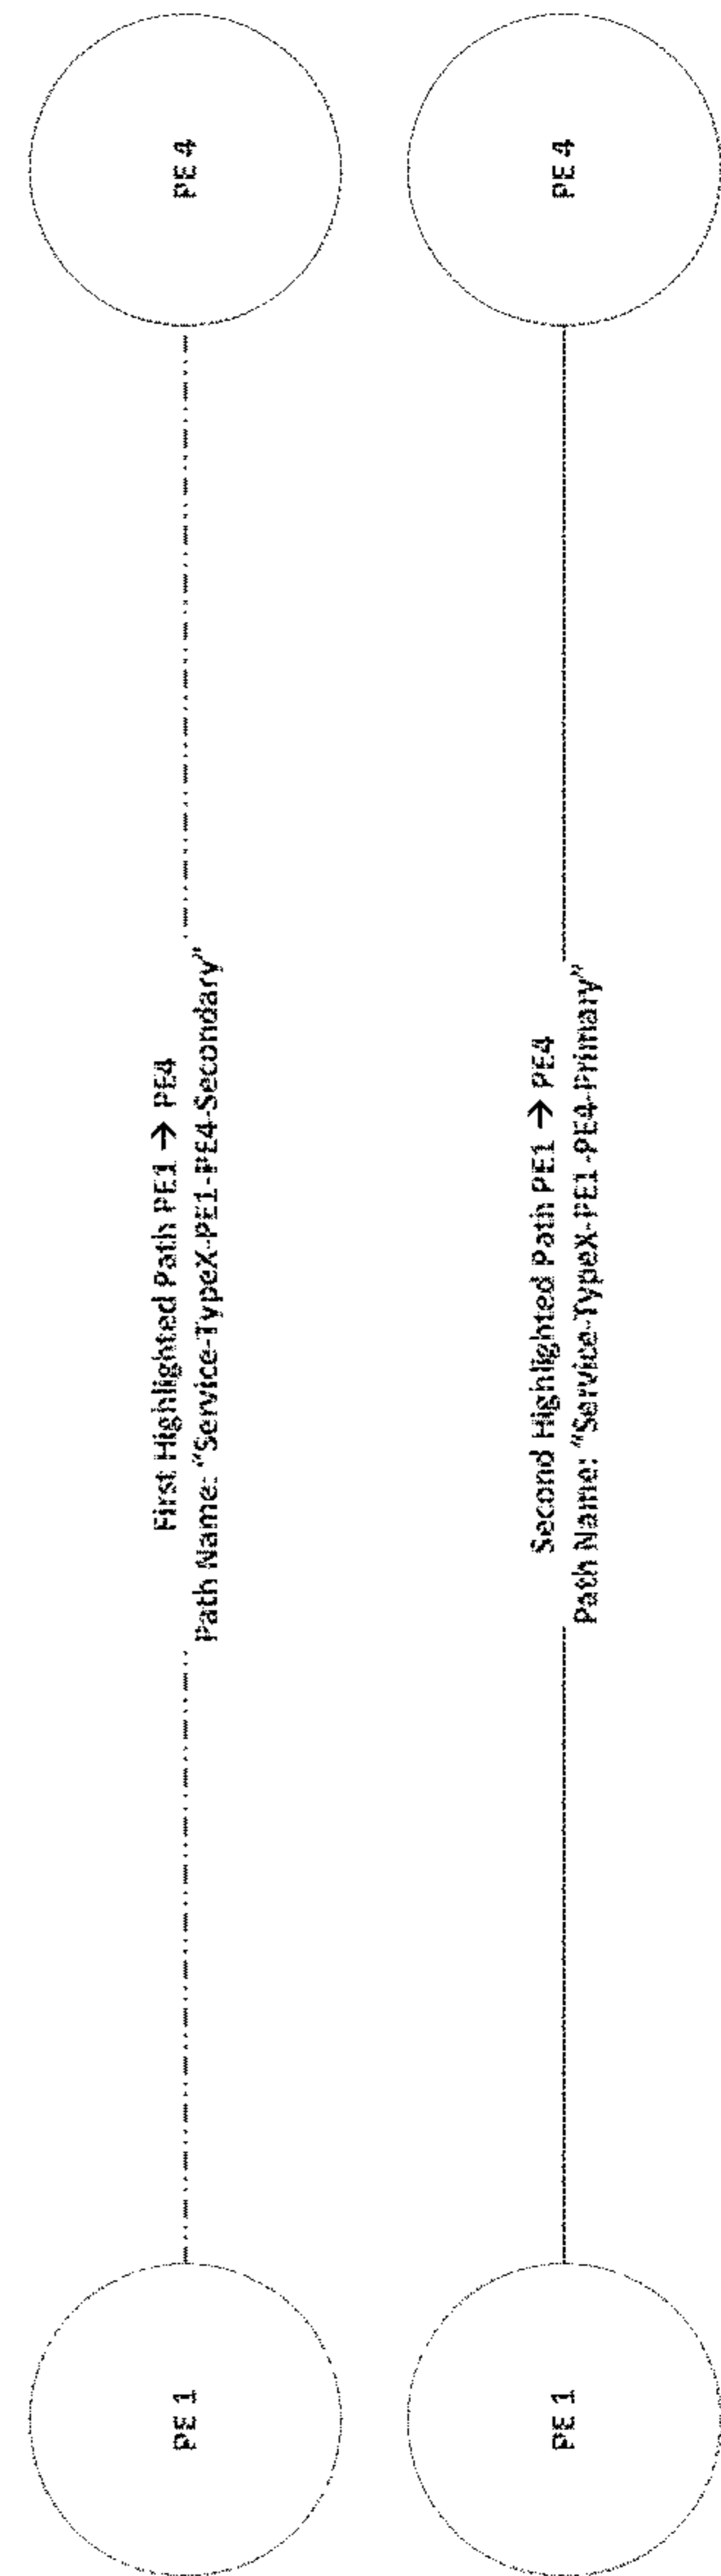 PE 1
First Highlighted Path PE1 → PE4
Path Name: “Service-TypeX-PE1-PE4-Secondary”
PE 4
PE 1
Second Highlighted Path PE1 → PE4
Path Name: “Service-TypeX-PE1-PE4-Primary”
PE 4